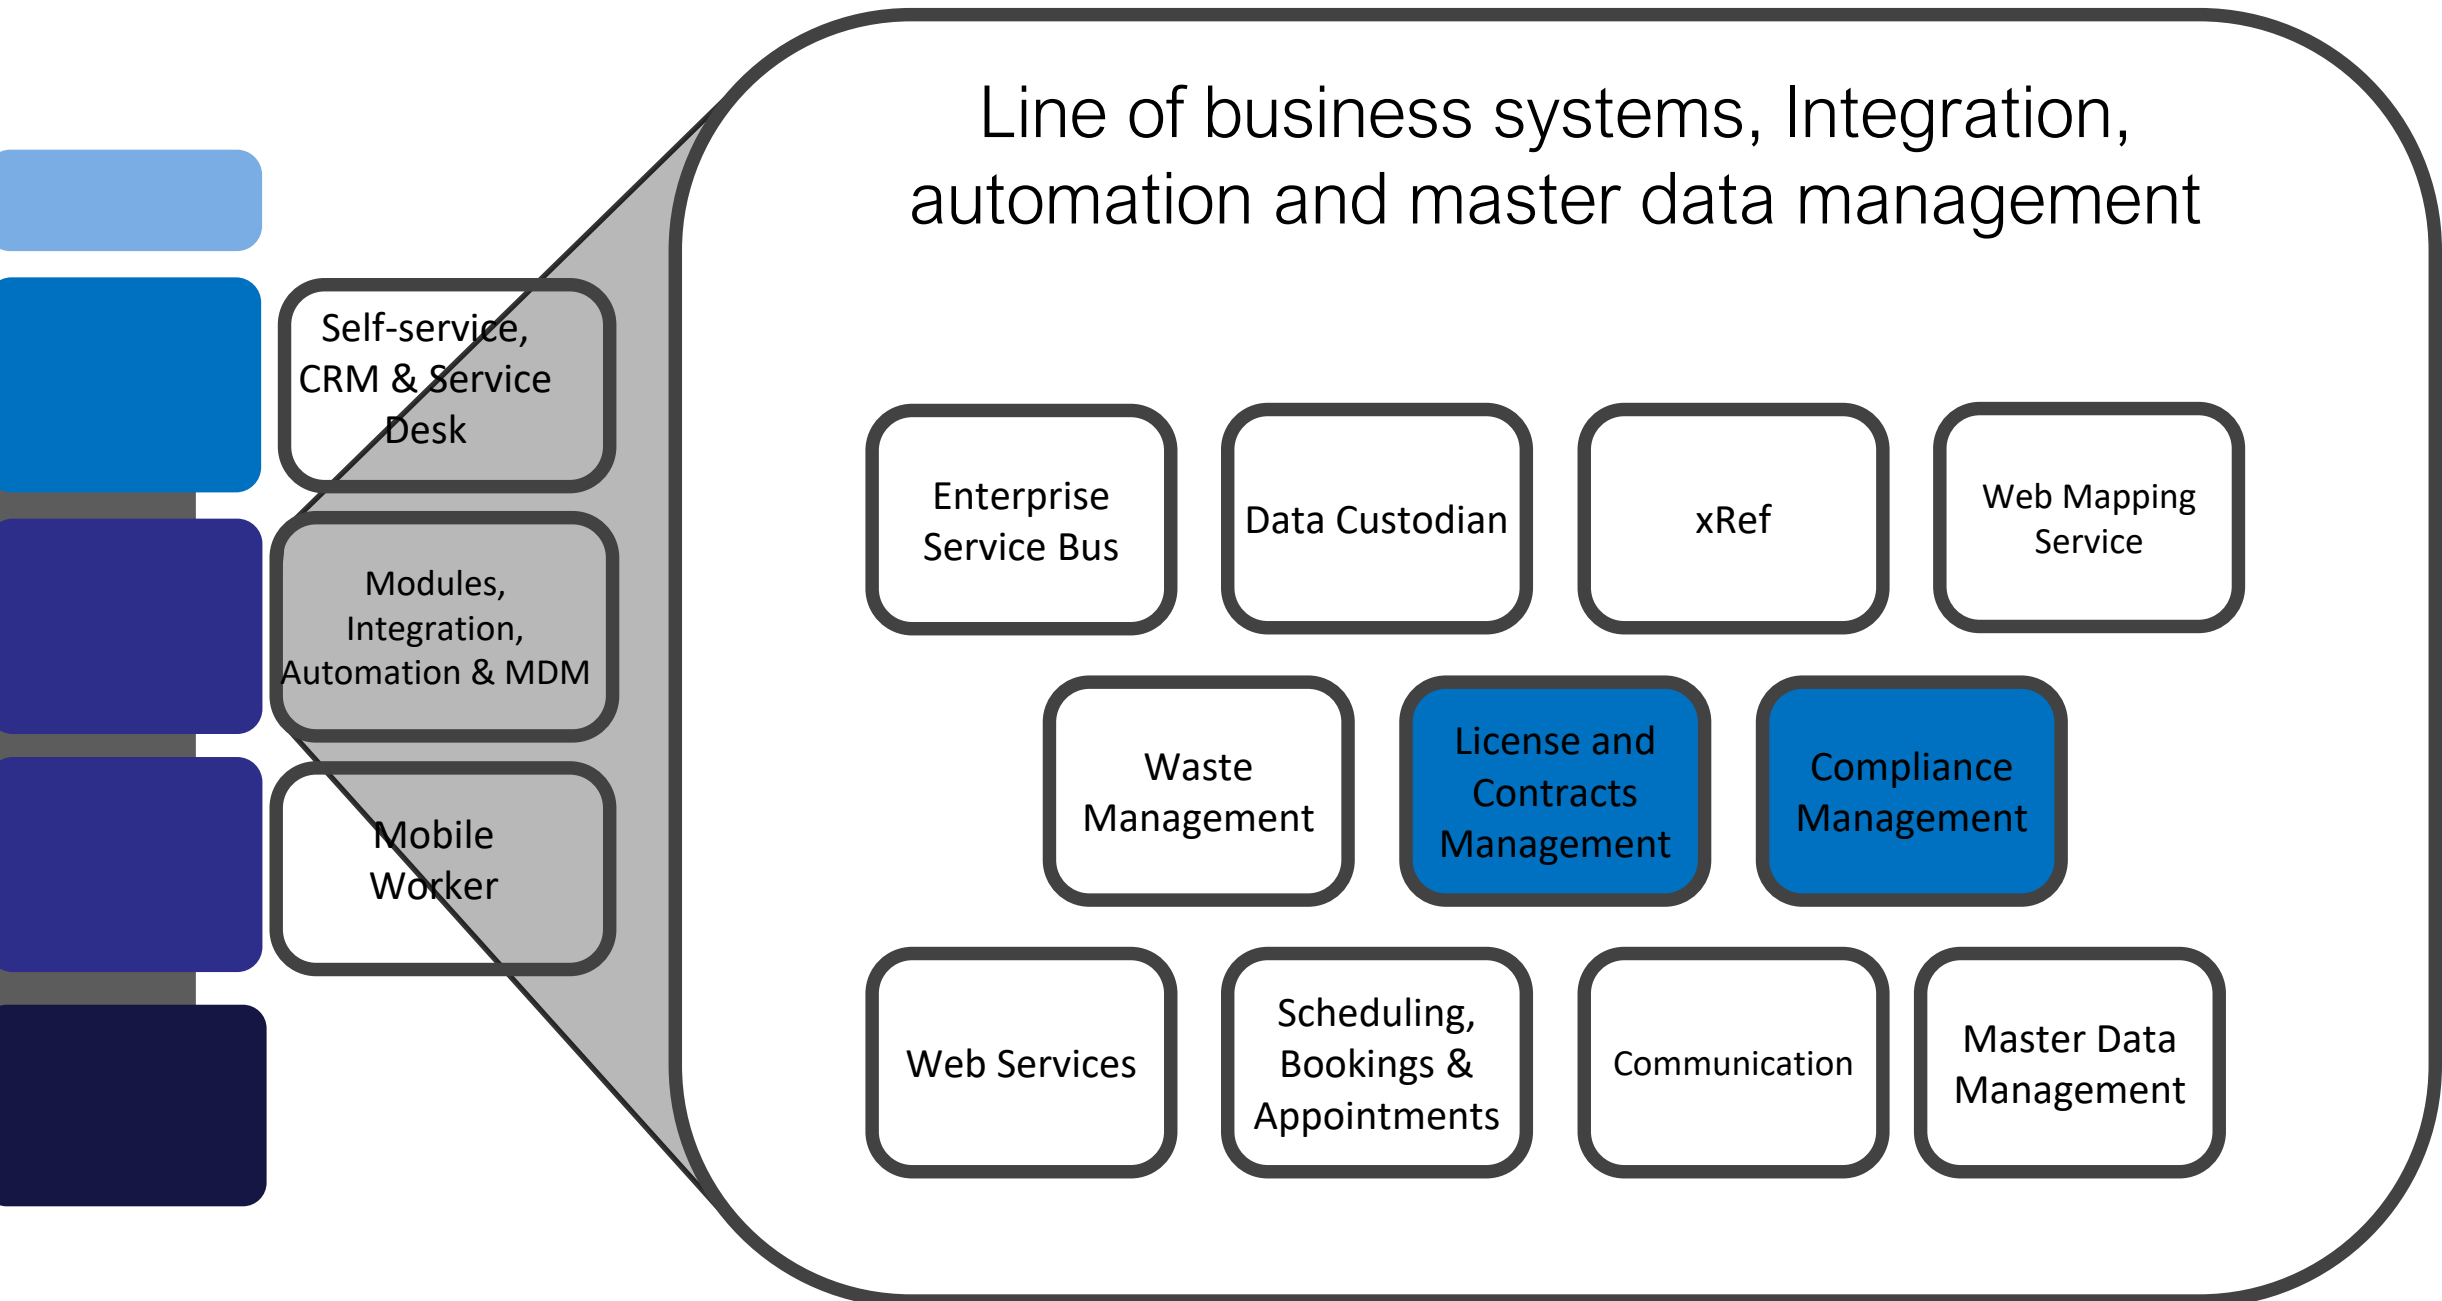 Line of business systems, Integration,
automation and master data management
Self-service,
CRM & Service
Desk
Modules,
Integration,
Automation & MDM
Mobile
Worker
Enterprise
Service Bus
Data Custodian
xRef
Web Mapping
Service
Waste
Management
License and
Contracts
Management
Compliance
Management
Web Services
Scheduling,
Bookings &
Appointments
Communication
Master Data
Management